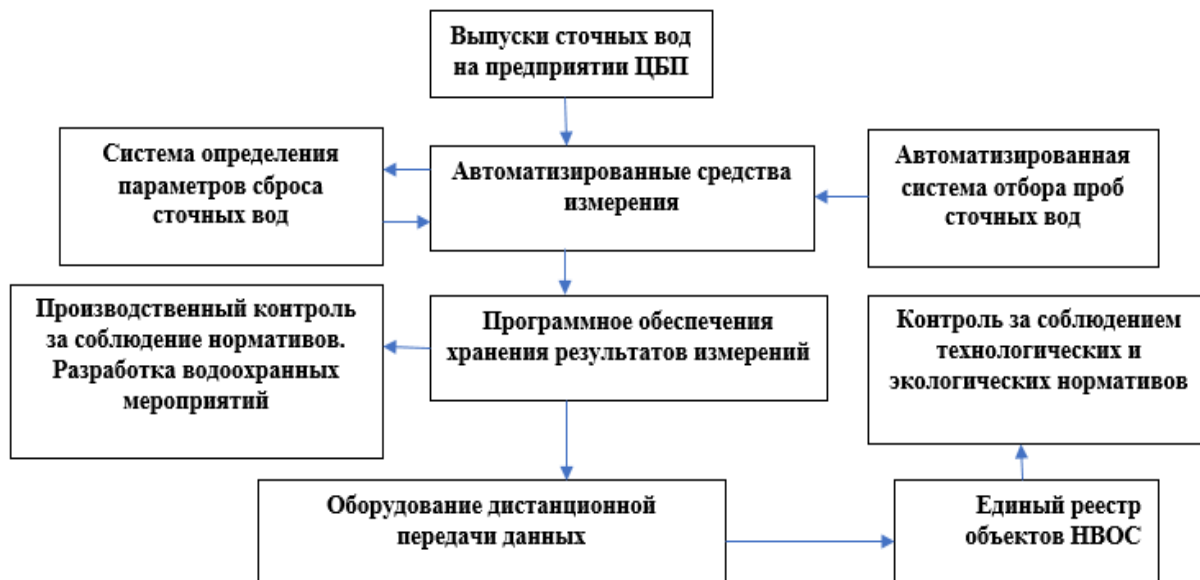 Выпуски сточных вод
на предприятии ЦБП
Система определения
параметров сброса
сточных вод
Автоматизированные средства
измерения
Автоматизированная
система отбора проб
сточных вод
Производственный контроль
за соблюдение нормативов.
Разработка водоохранных
мероприятий
Программное обеспечения
хранения результатов измерений
Контроль за соблюдением
технологических и
экологических нормативов
Оборудование дистанционной
передачи данных
Единый реестр
объектов НВОС